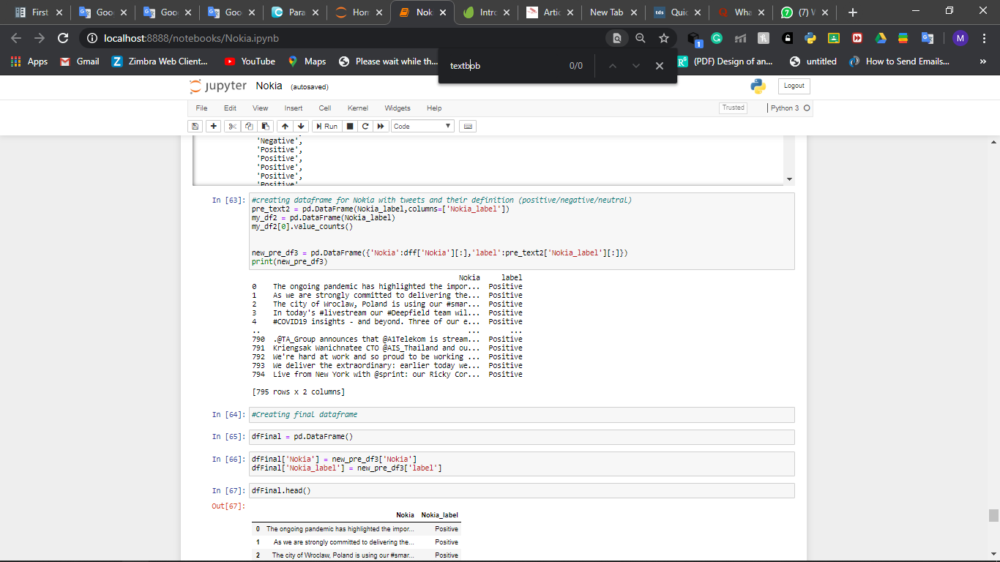 First
Goo
Goo
Goo
Para
Hor
Nok
Intr
Artic
New Tab
tds Quic
Wha
(7) V
localhost:8888/notebooks/Nokia.ipynb
Apps Gmail Zimbra Web Client... YouTube Maps Please wait while th... (PDF) Design of an... untitled How to Send Emails... »
textbob 0/0
jupyter Nokia (autosaved) Logout
File Edit View Insert Cell Kernel Widgets Help Trusted Python 3
Run Code
'Negative',
'Positive',
'Positive',
'Positive',
'Positive',
'Positive'
In [63]: #creating dataframe for Nokia with tweets and their definition (positive/negative/neutral)
pre_text2 = pd.DataFrame(Nokia_label,columns=['Nokia_label'])
my_df2 = pd.DataFrame(Nokia_label)
my_df2[0].value_counts()
new_pre_df3 = pd.DataFrame({'Nokia':dff['Nokia'][:],'label':pre_text2['Nokia_label'][:]})
print(new_pre_df3)
Nokia label
0 The ongoing pandemic has highlighted the impor... Positive
1 As we are strongly committed to delivering the... Positive
2 The city of Wroclaw, Poland is using our #smar... Positive
3 In today's #livestream our #Deepfield team wil... Positive
4 #COVID19 insights - and beyond. Three of our e... Positive
.. ... ...
790 .@TA_Group announces that @A1Telekom is stream... Positive
791 Kriengsak Wanichnatee CTO @AIS_Thailand and ou... Positive
792 We're hard at work and so proud to be working ... Positive
793 We deliver the extraordinary: earlier today we... Positive
794 Live from New York with @sprint: our Ricky Cor... Positive
[795 rows x 2 columns]
In [64]: #Creating final dataframe
In [65]: dfFinal = pd.DataFrame()
In [66]: dfFinal['Nokia'] = new_pre_df3['Nokia']
dfFinal['Nokia_label'] = new_pre_df3['label']
In [67]: dfFinal.head()
Out[67]:
Nokia Nokia_label
0 The ongoing pandemic has highlighted the impor... Positive
1 As we are strongly committed to delivering the... Positive
2 The city of Wroclaw, Poland is using our #smar... Positive